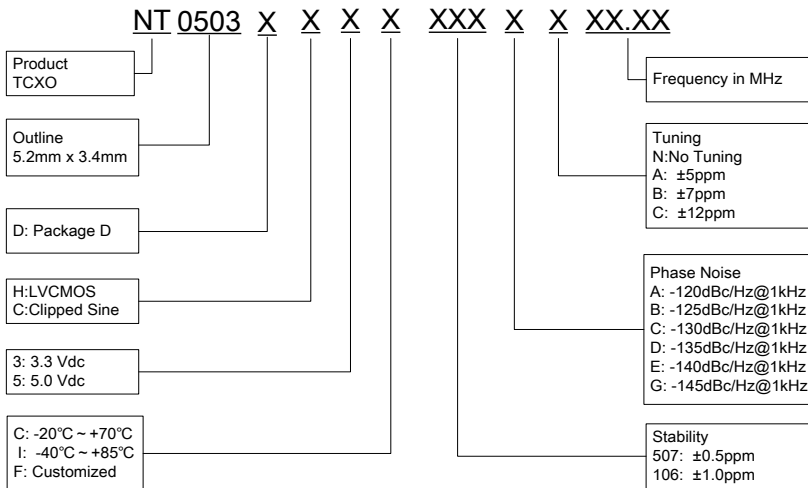 NT 0503 X X X X XXX X X XX.XX
Product
TCXO
Outline
5.2mm x 3.4mm
D: Package D
H:LVCMOS
C:Clipped Sine
3: 3.3 Vdc
5: 5.0 Vdc
C: -20℃ ~ +70℃
I: -40℃ ~ +85℃
F: Customized
Frequency in MHz
Tuning
N:No Tuning
A: ±5ppm
B: ±7ppm
C: ±12ppm
Phase Noise
A: -120dBc/Hz@1kHz
B: -125dBc/Hz@1kHz
C: -130dBc/Hz@1kHz
D: -135dBc/Hz@1kHz
E: -140dBc/Hz@1kHz
G: -145dBc/Hz@1kHz
Stability
507: ±0.5ppm
106: ±1.0ppm